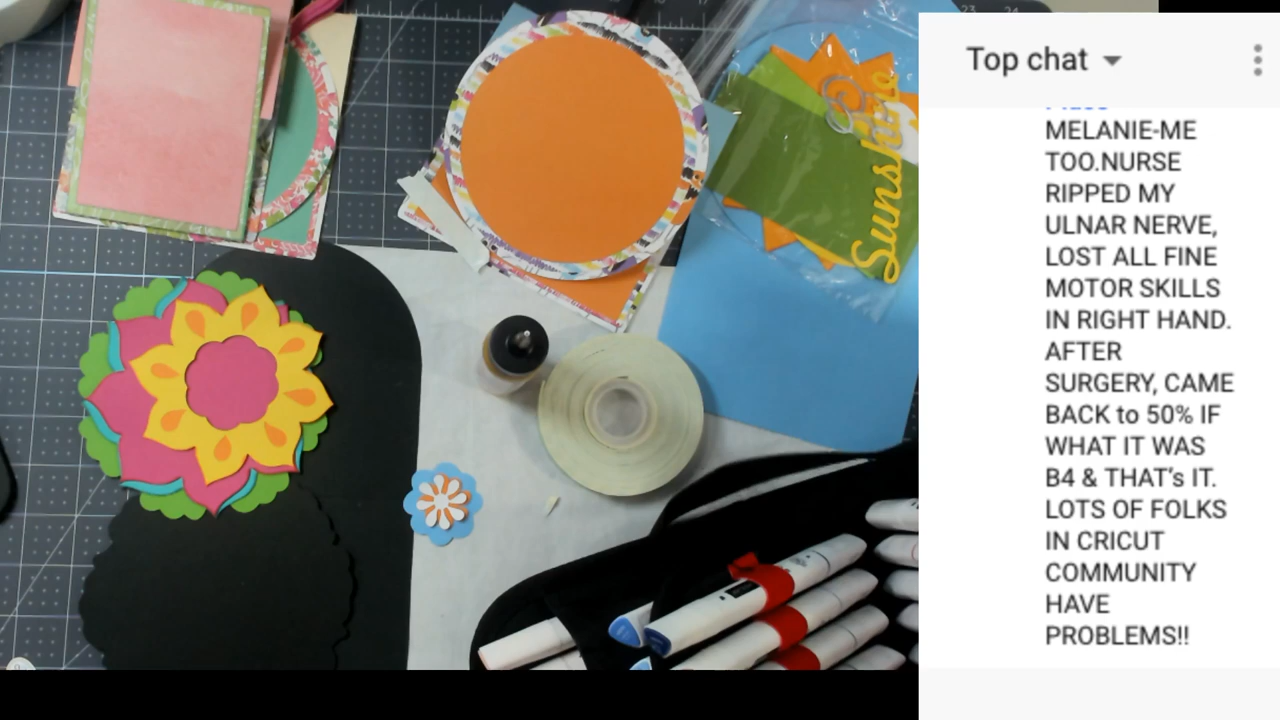 23 24
Top chat
MELANIE-ME
TOO.NURSE
RIPPED MY
ULNAR NERVE,
LOST ALL FINE
MOTOR SKILLS
IN RIGHT HAND.
AFTER
SURGERY, CAME
BACK to 50% IF
WHAT IT WAS
B4 & THAT's IT.
LOTS OF FOLKS
IN CRICUT
COMMUNITY
HAVE
PROBLEMS!!
Sunshine